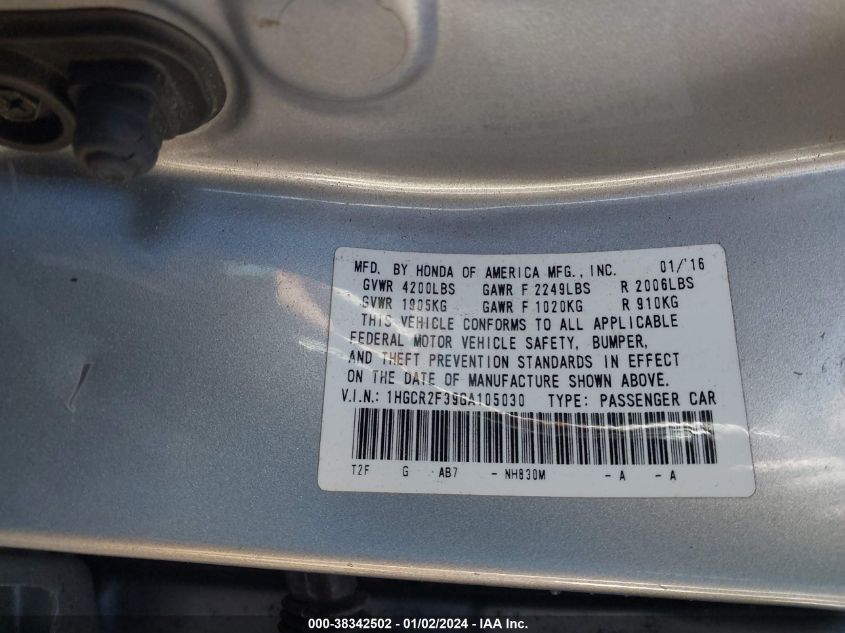 MFD. BY HONDA OF AMERICA MFG., INC. 01/'16
GVWR 4200LBS GAWR F 2249LBS R 2006LBS
GVWR 1905KG GAWR F 1020KG R 910KG
THIS VEHICLE CONFORMS TO ALL APPLICABLE
FEDERAL MOTOR VEHICLE SAFETY, BUMPER,
AND THEFT PREVENTION STANDARDS IN EFFECT
ON THE DATE OF MANUFACTURE SHOWN ABOVE.
V.I.N.: 1HGCR2F39GA105030 TYPE: PASSENGER CAR
T2F G AB7 - NH830M - A - A
000-38342502 - 01/02/2024 - IAA Inc.